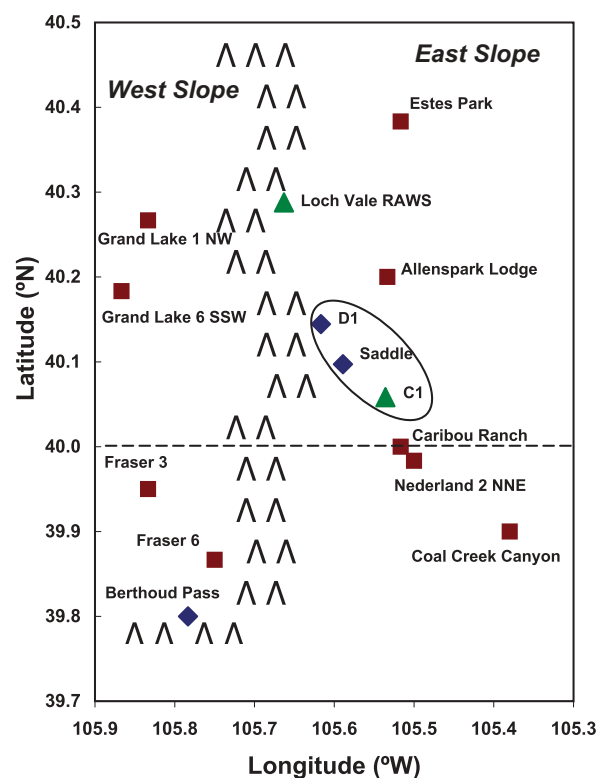 40.5
East Slope
West Slope
40.4
Estes Park
40.3
Loch Vale RAWS
Grand Lake 1 NW
40.2
Allenspark Lodge
Grand Lake 6 SSW
D1
Saddle
40.1
C1
Latitude (ºN)
40.0
Caribou Ranch
Fraser 3
Nederland 2 NNE
39.9
Fraser 6
Coal Creek Canyon
Berthoud Pass
39.8
39.7
105.9 105.8 105.7 105.6 105.5 105.4 105.3
Longitude (ºW)